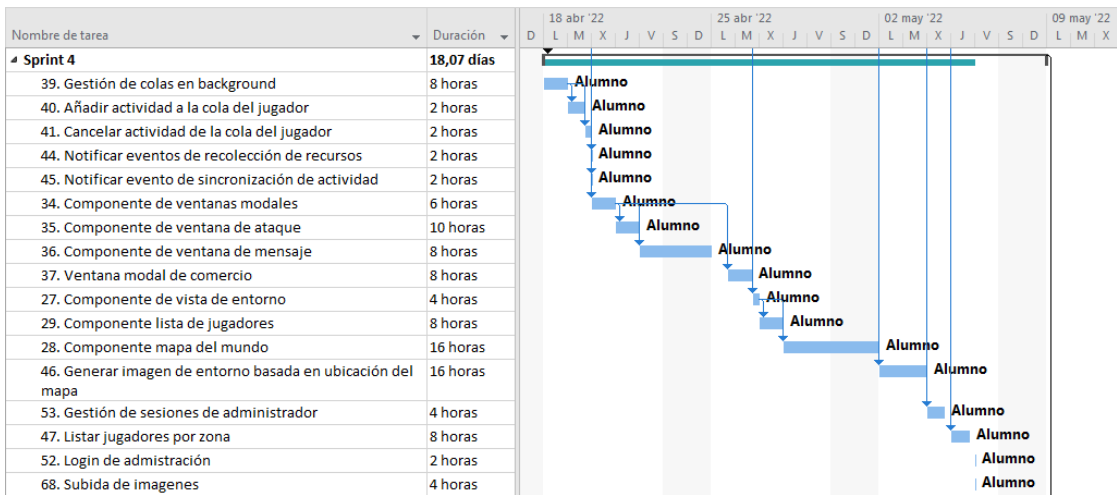 18 abr '22 25 abr '22 02 may '22 09 may '22
Nombre de tarea Duración D L M X J V S D L M X J V S D L M X J V S D L M X
Sprint 4 18,07 días
39. Gestión de colas en background 8 horas Alumno
40. Añadir actividad a la cola del jugador 2 horas Alumno
41. Cancelar actividad de la cola del jugador 2 horas Alumno
44. Notificar eventos de recolección de recursos 2 horas Alumno
45. Notificar evento de sincronización de actividad 2 horas Alumno
34. Componente de ventanas modales 6 horas Alumno
35. Componente de ventana de ataque 10 horas Alumno
36. Componente de ventana de mensaje 8 horas Alumno
37. Ventana modal de comercio 8 horas Alumno
27. Componente de vista de entorno 4 horas Alumno
29. Componente lista de jugadores 8 horas Alumno
28. Componente mapa del mundo 16 horas Alumno
46. Generar imagen de entorno basada en ubicación del 16 horas Alumno
mapa
53. Gestión de sesiones de administrador 4 horas Alumno
47. Listar jugadores por zona 8 horas Alumno
52. Login de admistración 2 horas Alumno
68. Subida de imagenes 4 horas Alumno